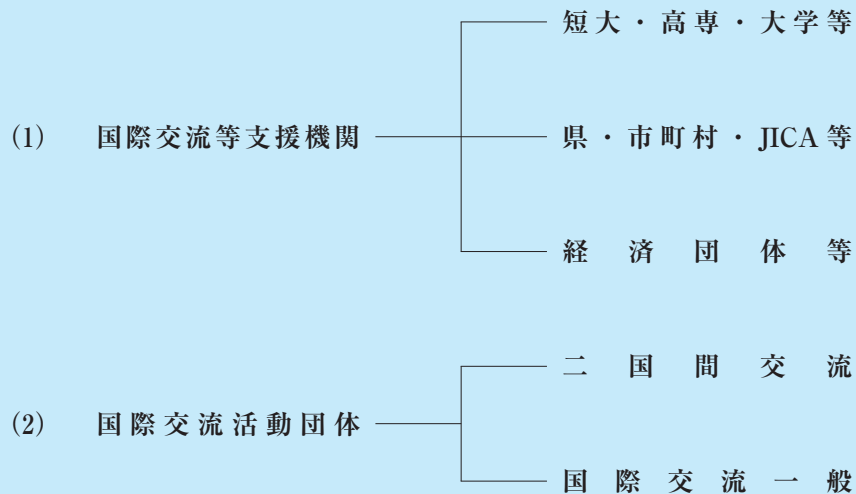 短大・高専・大学等
(1) 国際交流等支援機関
県・市町村・JICA等
経済団体等
二国間交流
(2) 国際交流活動団体
国際交流一般